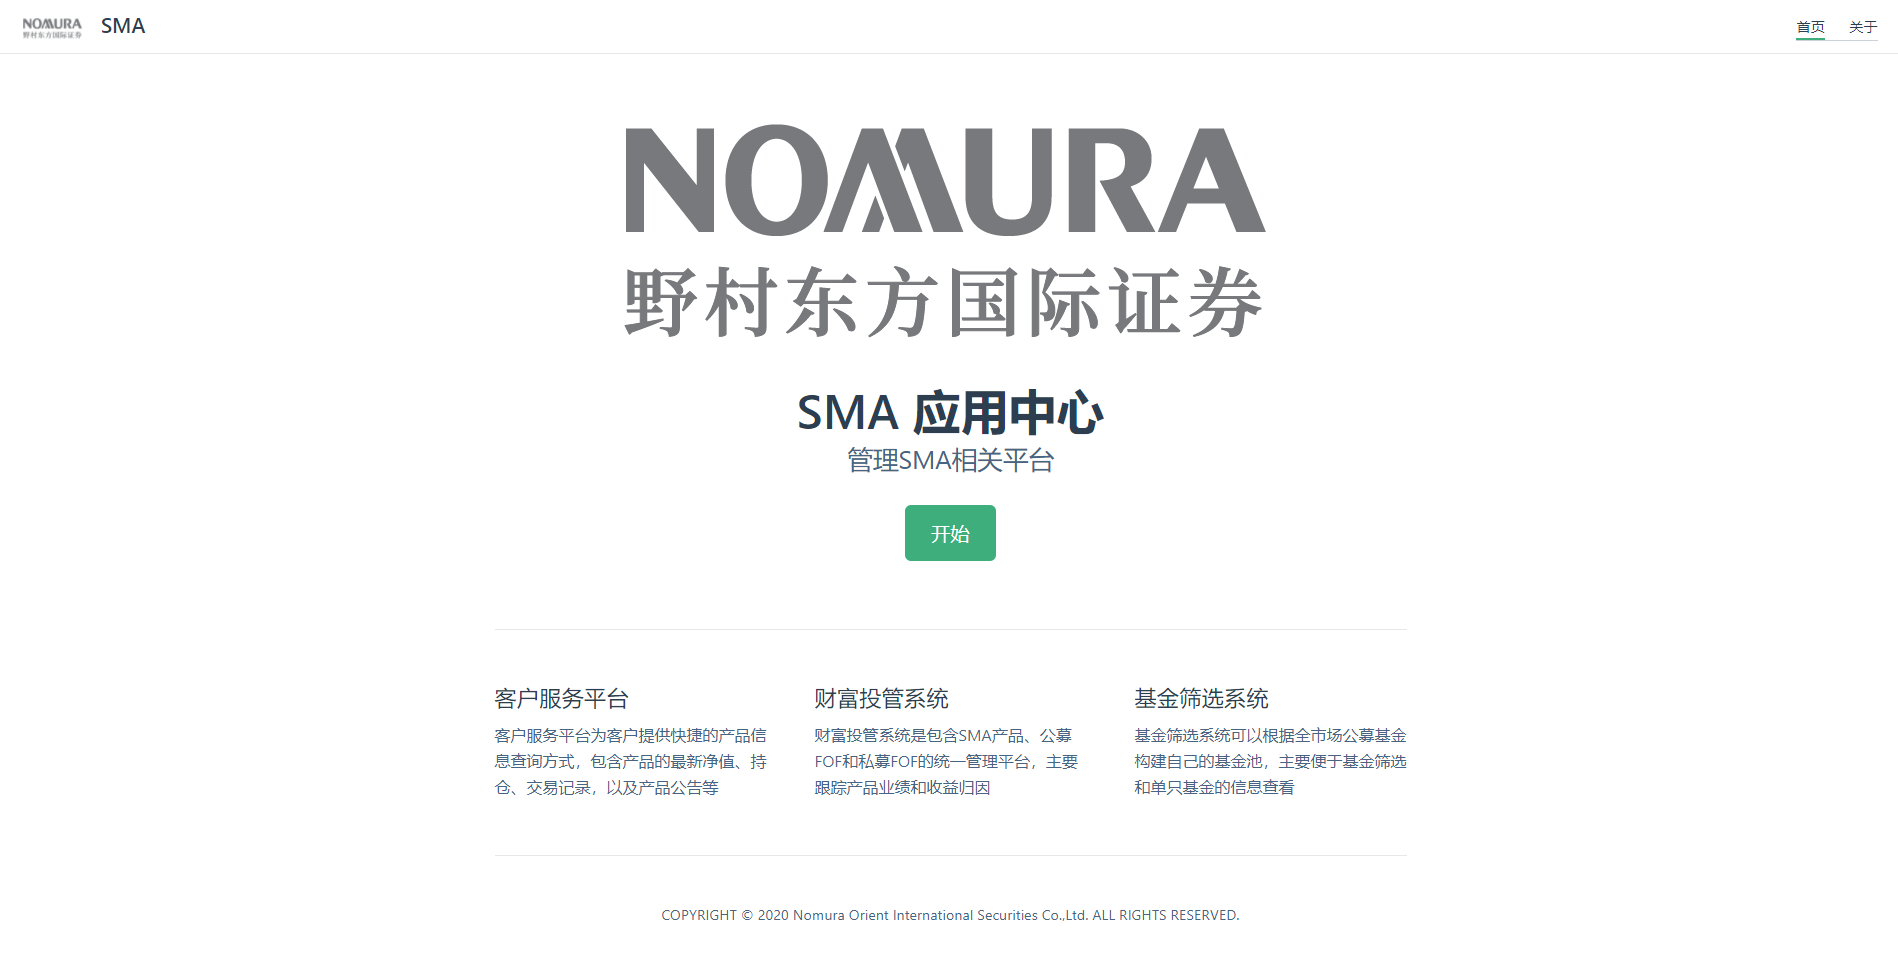 NOMURA
野村东方国际证券
SMA
首页
关于
NOMURA
野村东方国际证券
SMA 应用中心
管理SMA相关平台
开始
客户服务平台
客户服务平台为客户提供快捷的产品信
息查询方式，包含产品的最新净值、持
仓、交易记录，以及产品公告等
财富投管系统
财富投管系统是包含SMA产品、公募
FOF和私募FOF的统一管理平台，主要
跟踪产品业绩和收益归因
基金筛选系统
基金筛选系统可以根据全市场公募基金
构建自己的基金池，主要便于基金筛选
和单只基金的信息查看
COPYRIGHT © 2020 Nomura Orient International Securities Co.,Ltd. ALL RIGHTS RESERVED.